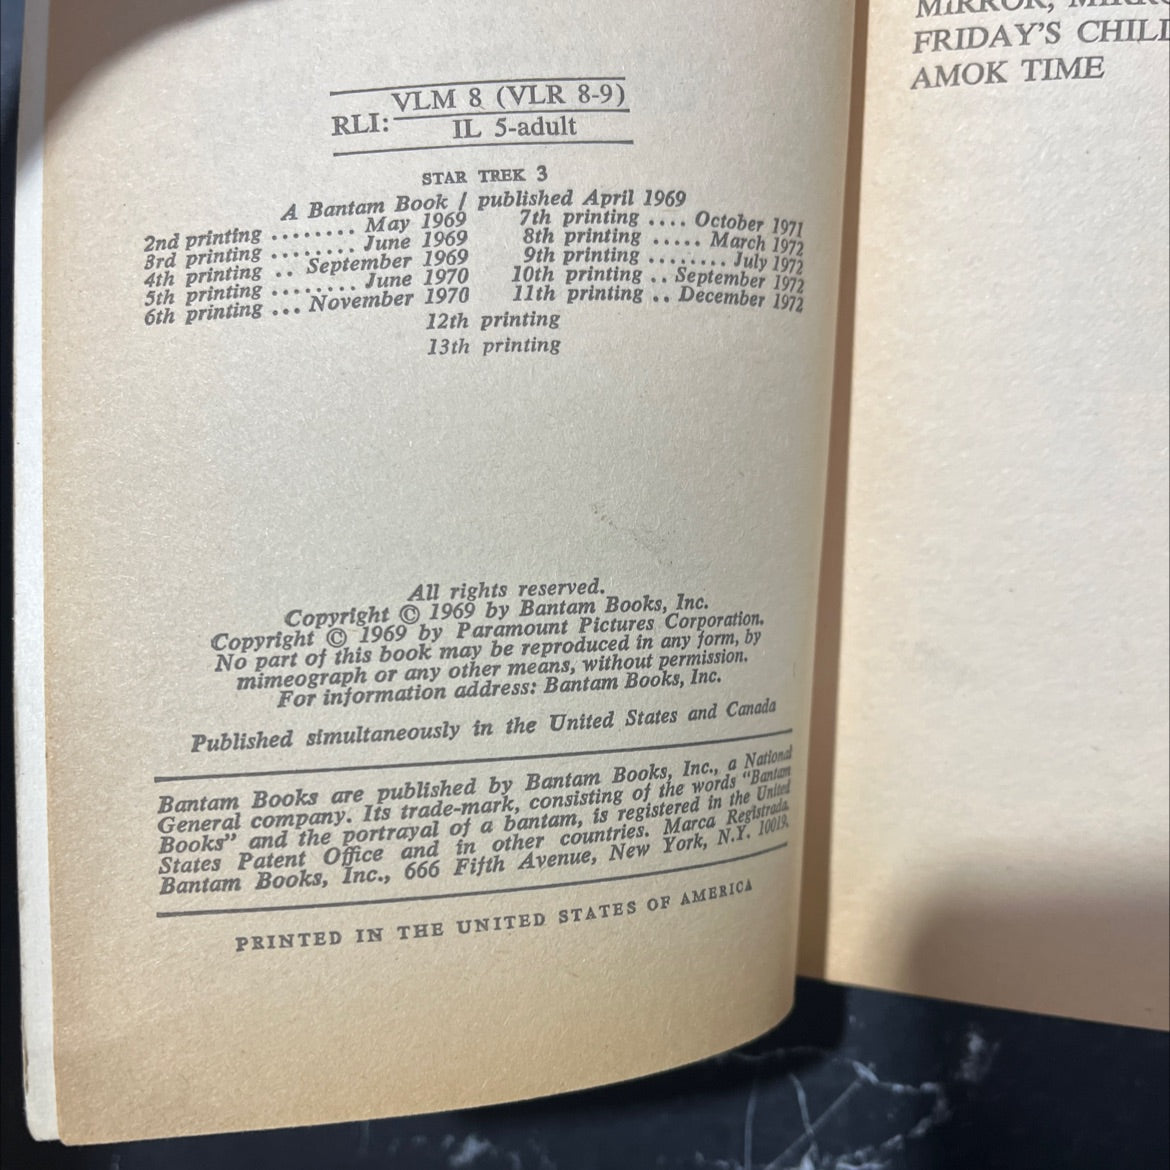 VLM 8 (VLR 8-9)
RLI:
IL 5-adult
STAR TREK 3
A Bantam Book / published April 1969
2nd printing ........ May 1969
3rd printing ........ June 1969
4th printing .. September 1969
5th printing ........ June 1970
6th printing ... November 1970
7th printing .... October 1971
8th printing ..... March 1972
9th printing ........ July 1972
10th printing .. September 1972
11th printing .. December 1972
12th printing
13th printing
All rights reserved.
Copyright © 1969 by Bantam Books, Inc.
Copyright © 1969 by Paramount Pictures Corporation.
No part of this book may be reproduced in any form, by
mimeograph or any other means, without permission.
For information address: Bantam Books, Inc.
Published simultaneously in the United States and Canada
Bantam Books are published by Bantam Books, Inc., a National
General company. Its trade-mark, consisting of the words "Bantam
Books" and the portrayal of a bantam, is registered in the United
States Patent Office and in other countries. Marca Registrada.
Bantam Books, Inc., 666 Fifth Avenue, New York, N.Y. 10019.
PRINTED IN THE UNITED STATES OF AMERICA
MIRROR,
FRIDAY'S
AMOK TIME